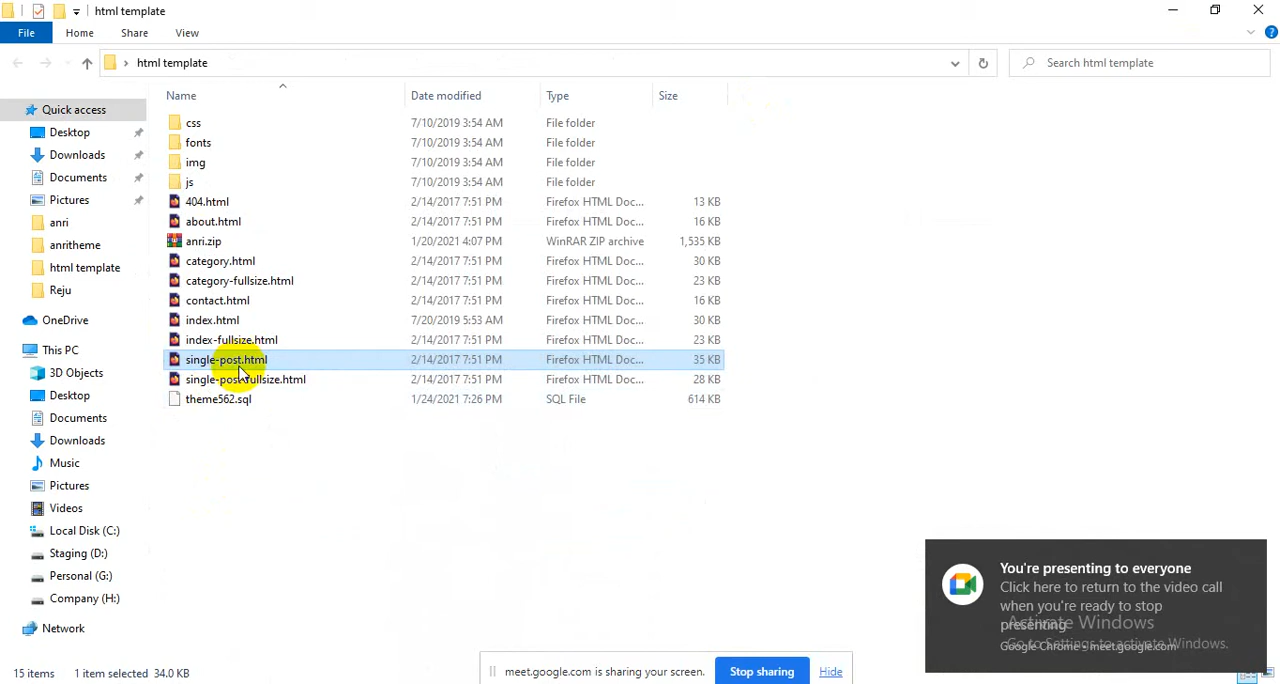 html template
File Home Share View
html template Search html template
Name Date modified Type Size
Quick access
Desktop
Downloads
Documents
Pictures
anri
anritheme
html template
Reju
OneDrive
This PC
3D Objects
Desktop
Documents
Downloads
Music
Pictures
Videos
Local Disk (C:)
Staging (D:)
Personal (G:)
Company (H:)
Network
css 7/10/2019 3:54 AM File folder
fonts 7/10/2019 3:54 AM File folder
img 7/10/2019 3:54 AM File folder
js 7/10/2019 3:54 AM File folder
404.html 2/14/2017 7:51 PM Firefox HTML Doc... 13 KB
about.html 2/14/2017 7:51 PM Firefox HTML Doc... 16 KB
anri.zip 1/20/2021 4:07 PM WinRAR ZIP archive 1,535 KB
category.html 2/14/2017 7:51 PM Firefox HTML Doc... 30 KB
category-fullsize.html 2/14/2017 7:51 PM Firefox HTML Doc... 23 KB
contact.html 2/14/2017 7:51 PM Firefox HTML Doc... 16 KB
index.html 7/20/2019 5:53 AM Firefox HTML Doc... 30 KB
index-fullsize.html 2/14/2017 7:51 PM Firefox HTML Doc... 23 KB
single-post.html 2/14/2017 7:51 PM Firefox HTML Doc... 35 KB
single-post-fullsize.html 2/14/2017 7:51 PM Firefox HTML Doc... 28 KB
theme562.sql 1/24/2021 7:26 PM SQL File 614 KB
You're presenting to everyone
Click here to return to the video call
when you're ready to stop
presenting
Google Chrome • meet.google.com
Activate Windows
Go to Settings to activate Windows.
15 items 1 item selected 34.0 KB
meet.google.com is sharing your screen. Stop sharing Hide